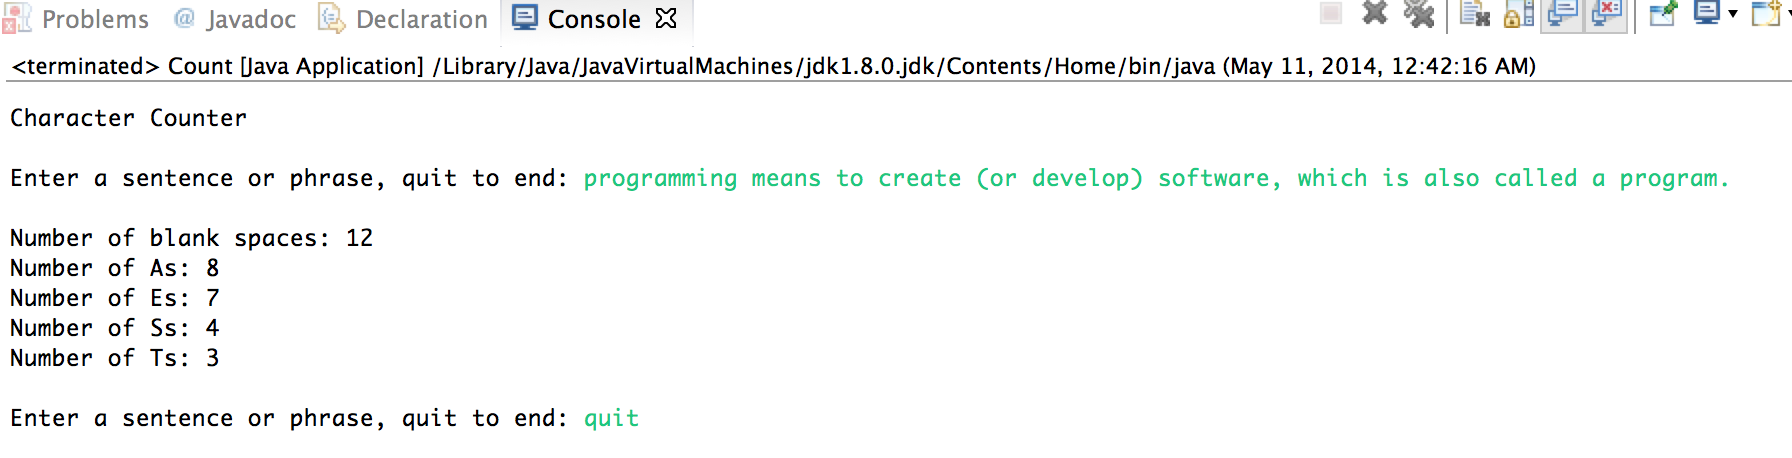 Problems @ Javadoc Declaration Console
<terminated> Count [Java Application] /Library/Java/JavaVirtualMachines/jdk1.8.0.jdk/Contents/Home/bin/java (May 11, 2014, 12:42:16 AM)
Character Counter
Enter a sentence or phrase, quit to end: programming means to create (or develop) software, which is also called a program.
Number of blank spaces: 12
Number of As: 8
Number of Es: 7
Number of Ss: 4
Number of Ts: 3
Enter a sentence or phrase, quit to end: quit